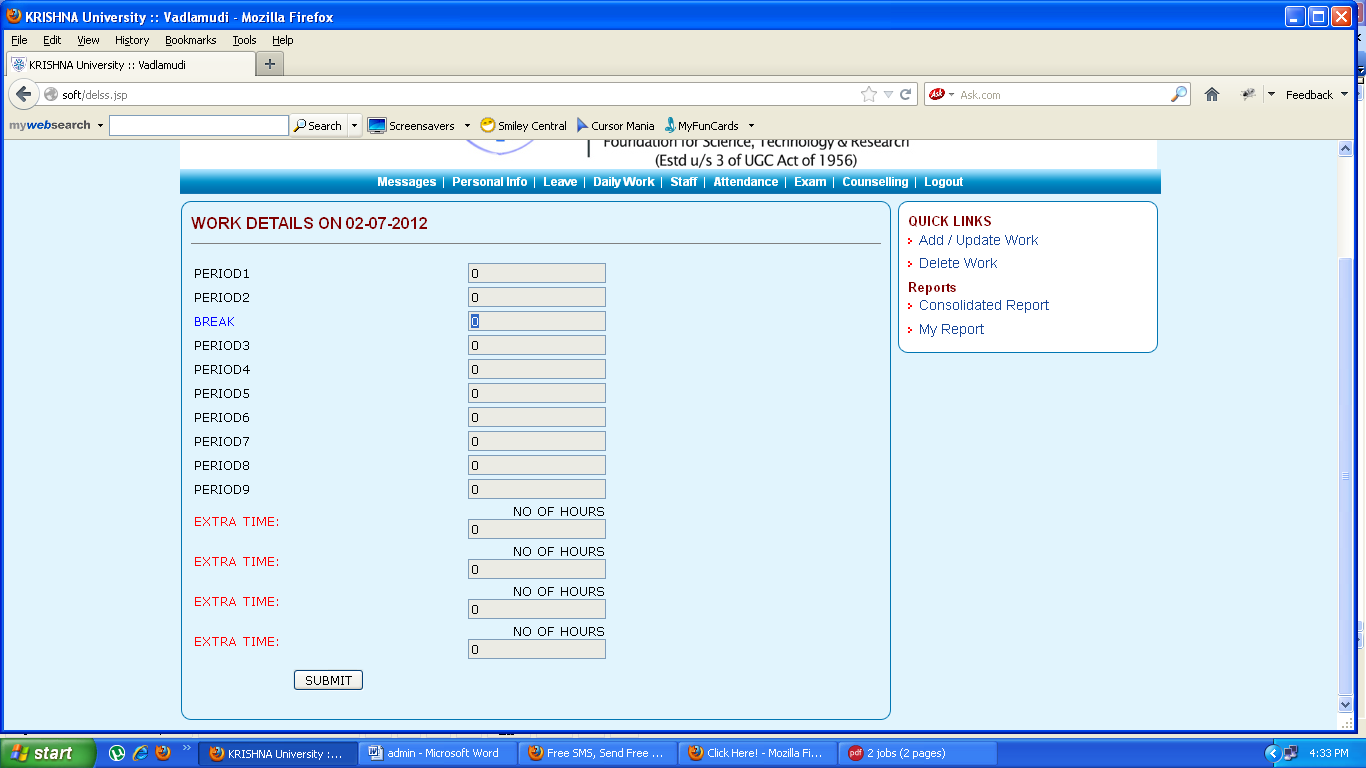 KRISHNA University :: Vadlamudi - Mozilla Firefox
File Edit View History Bookmarks Tools Help
KRISHNA University :: Vadlamudi
soft/delss.jsp
Ask Ask.com
Feedback
mywebsearch Search Screensavers Smiley Central Cursor Mania MyFunCards
Foundation for Science, Technology & Research
(Estd u/s 3 of UGC Act of 1956)
Messages | Personal Info | Leave | Daily Work | Staff | Attendance | Exam | Counselling | Logout
WORK DETAILS ON 02-07-2012
PERIOD1 0
PERIOD2 0
BREAK 0
PERIOD3 0
PERIOD4 0
PERIOD5 0
PERIOD6 0
PERIOD7 0
PERIOD8 0
PERIOD9 0
NO OF HOURS
EXTRA TIME: 0
NO OF HOURS
EXTRA TIME: 0
NO OF HOURS
EXTRA TIME: 0
NO OF HOURS
EXTRA TIME: 0
SUBMIT
QUICK LINKS
Add / Update Work
Delete Work
Reports
Consolidated Report
My Report
start
KRISHNA University :...
admin - Microsoft Word
Free SMS, Send Free ...
Click Here! - Mozilla Fi...
pdf 2 jobs (2 pages)
4:33 PM